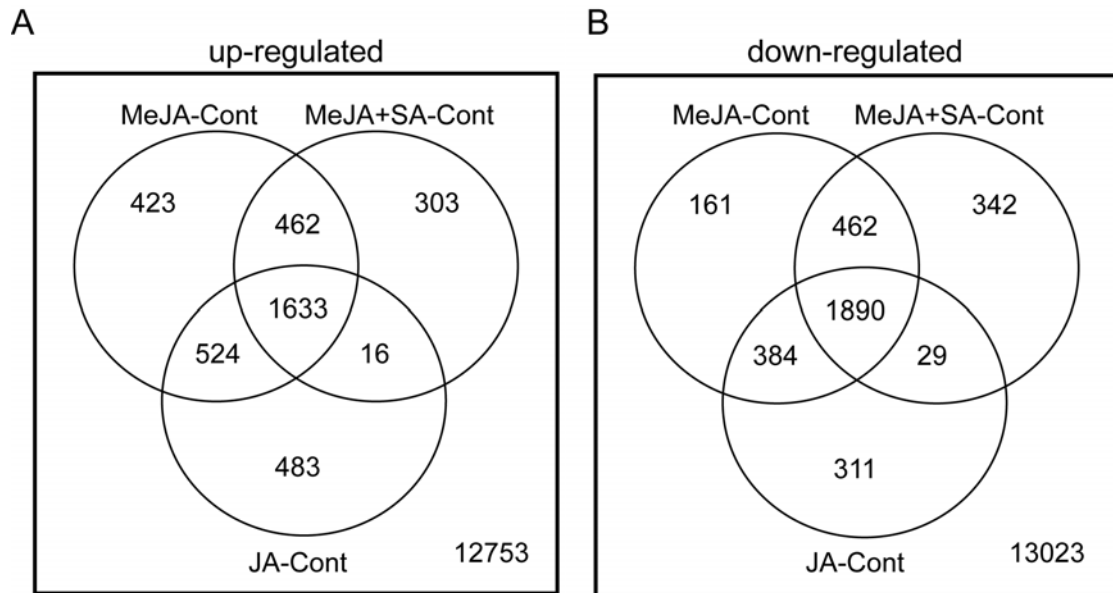 A
up-regulated
MeJA-Cont
MeJA+SA-Cont
423
462
303
1633
524
16
483
JA-Cont
12753
B
down-regulated
MeJA-Cont
MeJA+SA-Cont
161
462
342
1890
384
29
311
JA-Cont
13023